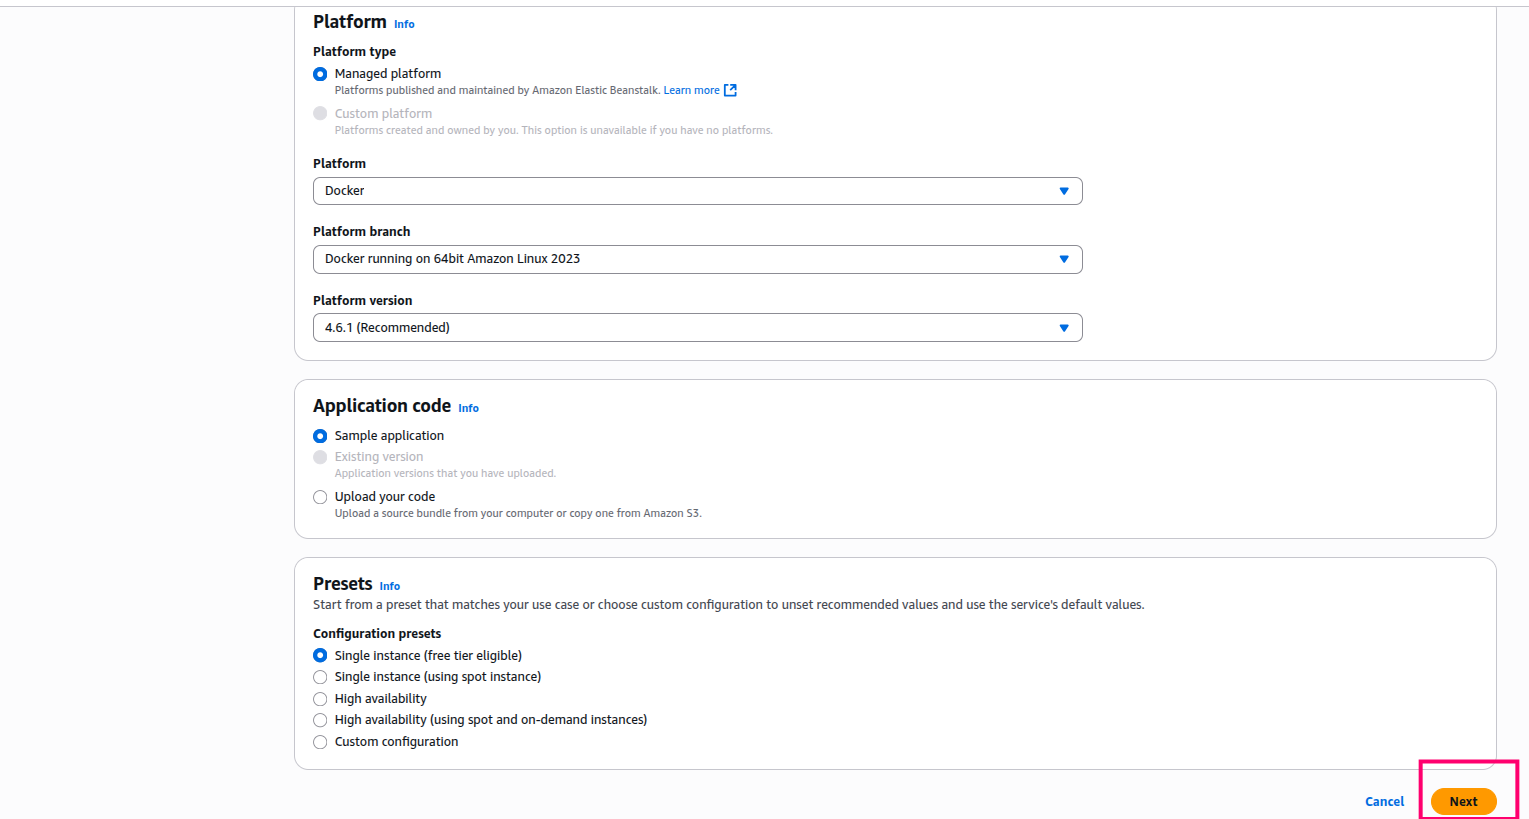 Platform Info
Platform type
Managed platform
Platforms published and maintained by Amazon Elastic Beanstalk. Learn more
Custom platform
Platforms created and owned by you. This option is unavailable if you have no platforms.
Platform
Docker
Platform branch
Docker running on 64bit Amazon Linux 2023
Platform version
4.6.1 (Recommended)
Application code Info
Sample application
Existing version
Application versions that you have uploaded.
Upload your code
Upload a source bundle from your computer or copy one from Amazon S3.
Presets Info
Start from a preset that matches your use case or choose custom configuration to unset recommended values and use the service's default values.
Configuration presets
Single instance (free tier eligible)
Single instance (using spot instance)
High availability
High availability (using spot and on-demand instances)
Custom configuration
Cancel Next